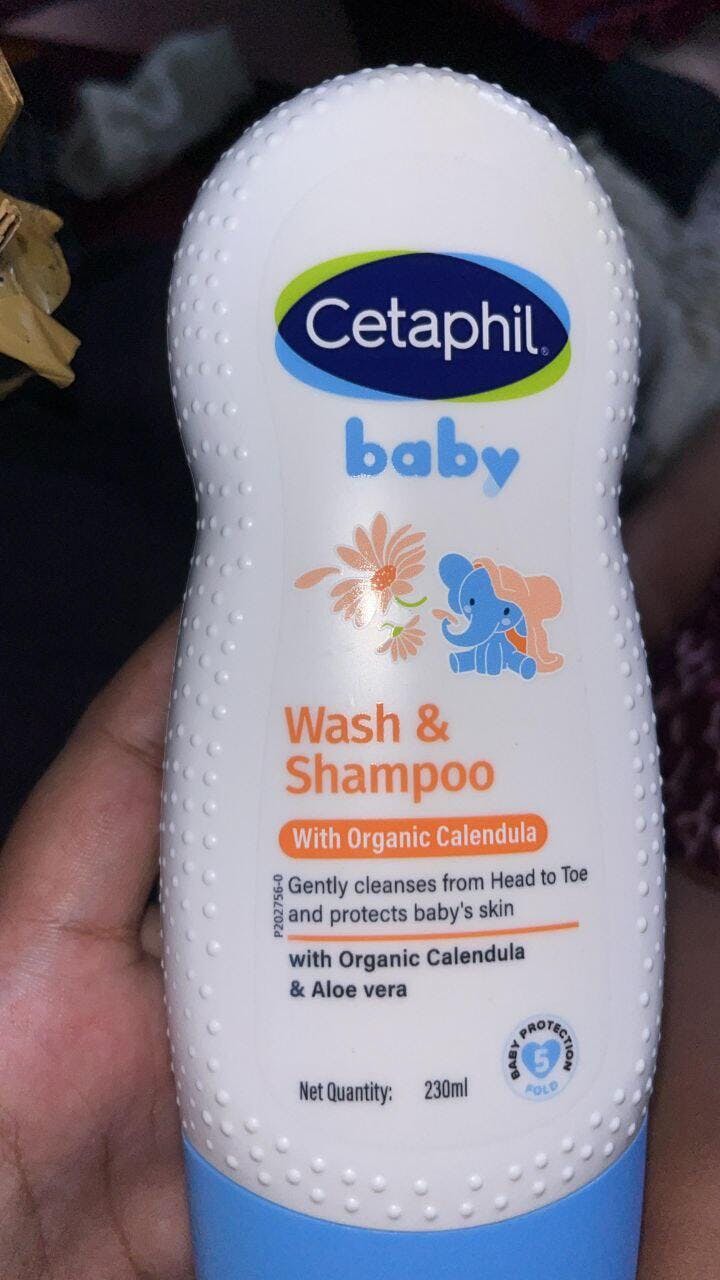 Cetaphil®
baby
Wash &
Shampoo
With Organic Calendula
P202756-0
Gently cleanses from Head to Toe
and protects baby's skin
with Organic Calendula
& Aloe vera
BABY PROTECTION
5
FOLD
Net Quantity: 230ml